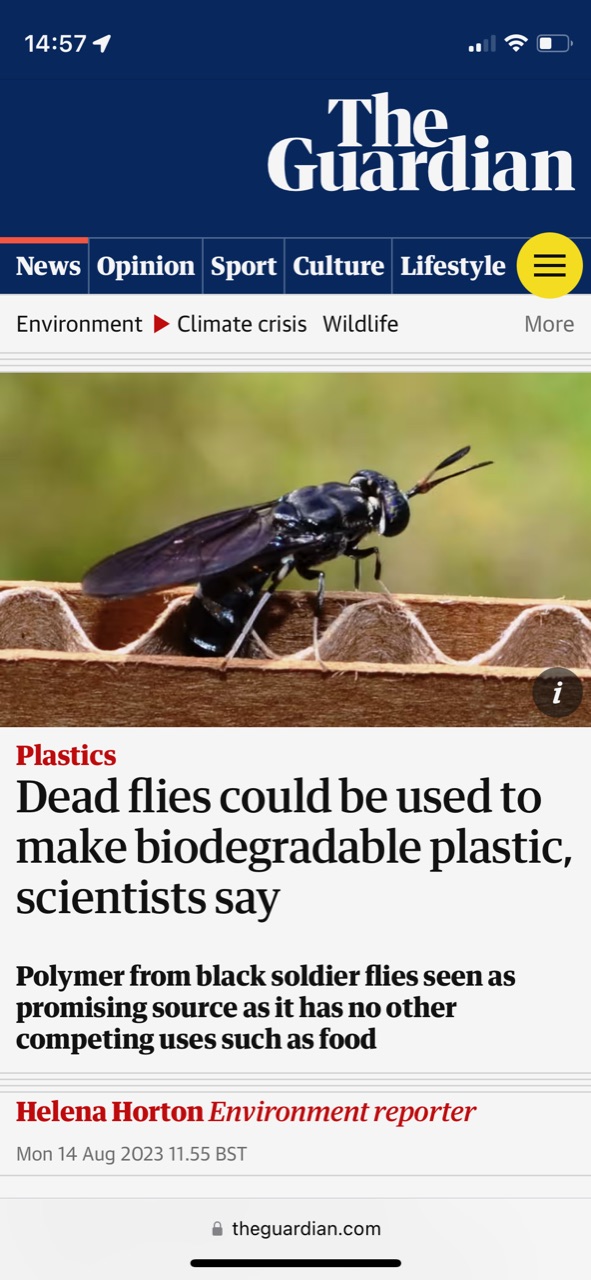 14:57
The
Guardian
News Opinion Sport Culture Lifestyle
Environment Climate crisis Wildlife More
i
Plastics
Dead flies could be used to
make biodegradable plastic,
scientists say
Polymer from black soldier flies seen as
promising source as it has no other
competing uses such as food
Helena Horton Environment reporter
Mon 14 Aug 2023 11.55 BST
theguardian.com